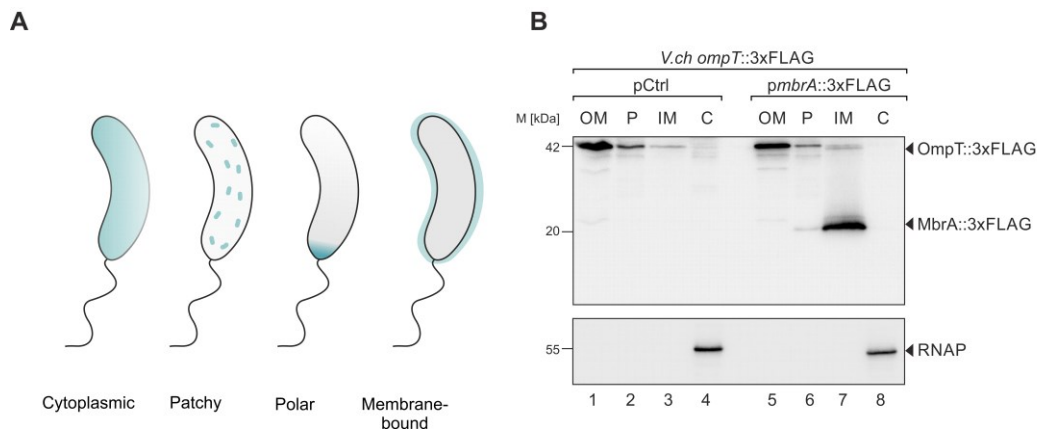 A
Cytoplasmic
Patchy
Polar
Membrane-
bound
B
V.ch ompT::3xFLAG
pCtrl
pmbrA::3xFLAG
M [kDa]
OM P IM C OM P IM C
42
OmpT::3xFLAG
20
MbrA::3xFLAG
55
RNAP
1 2 3 4 5 6 7 8